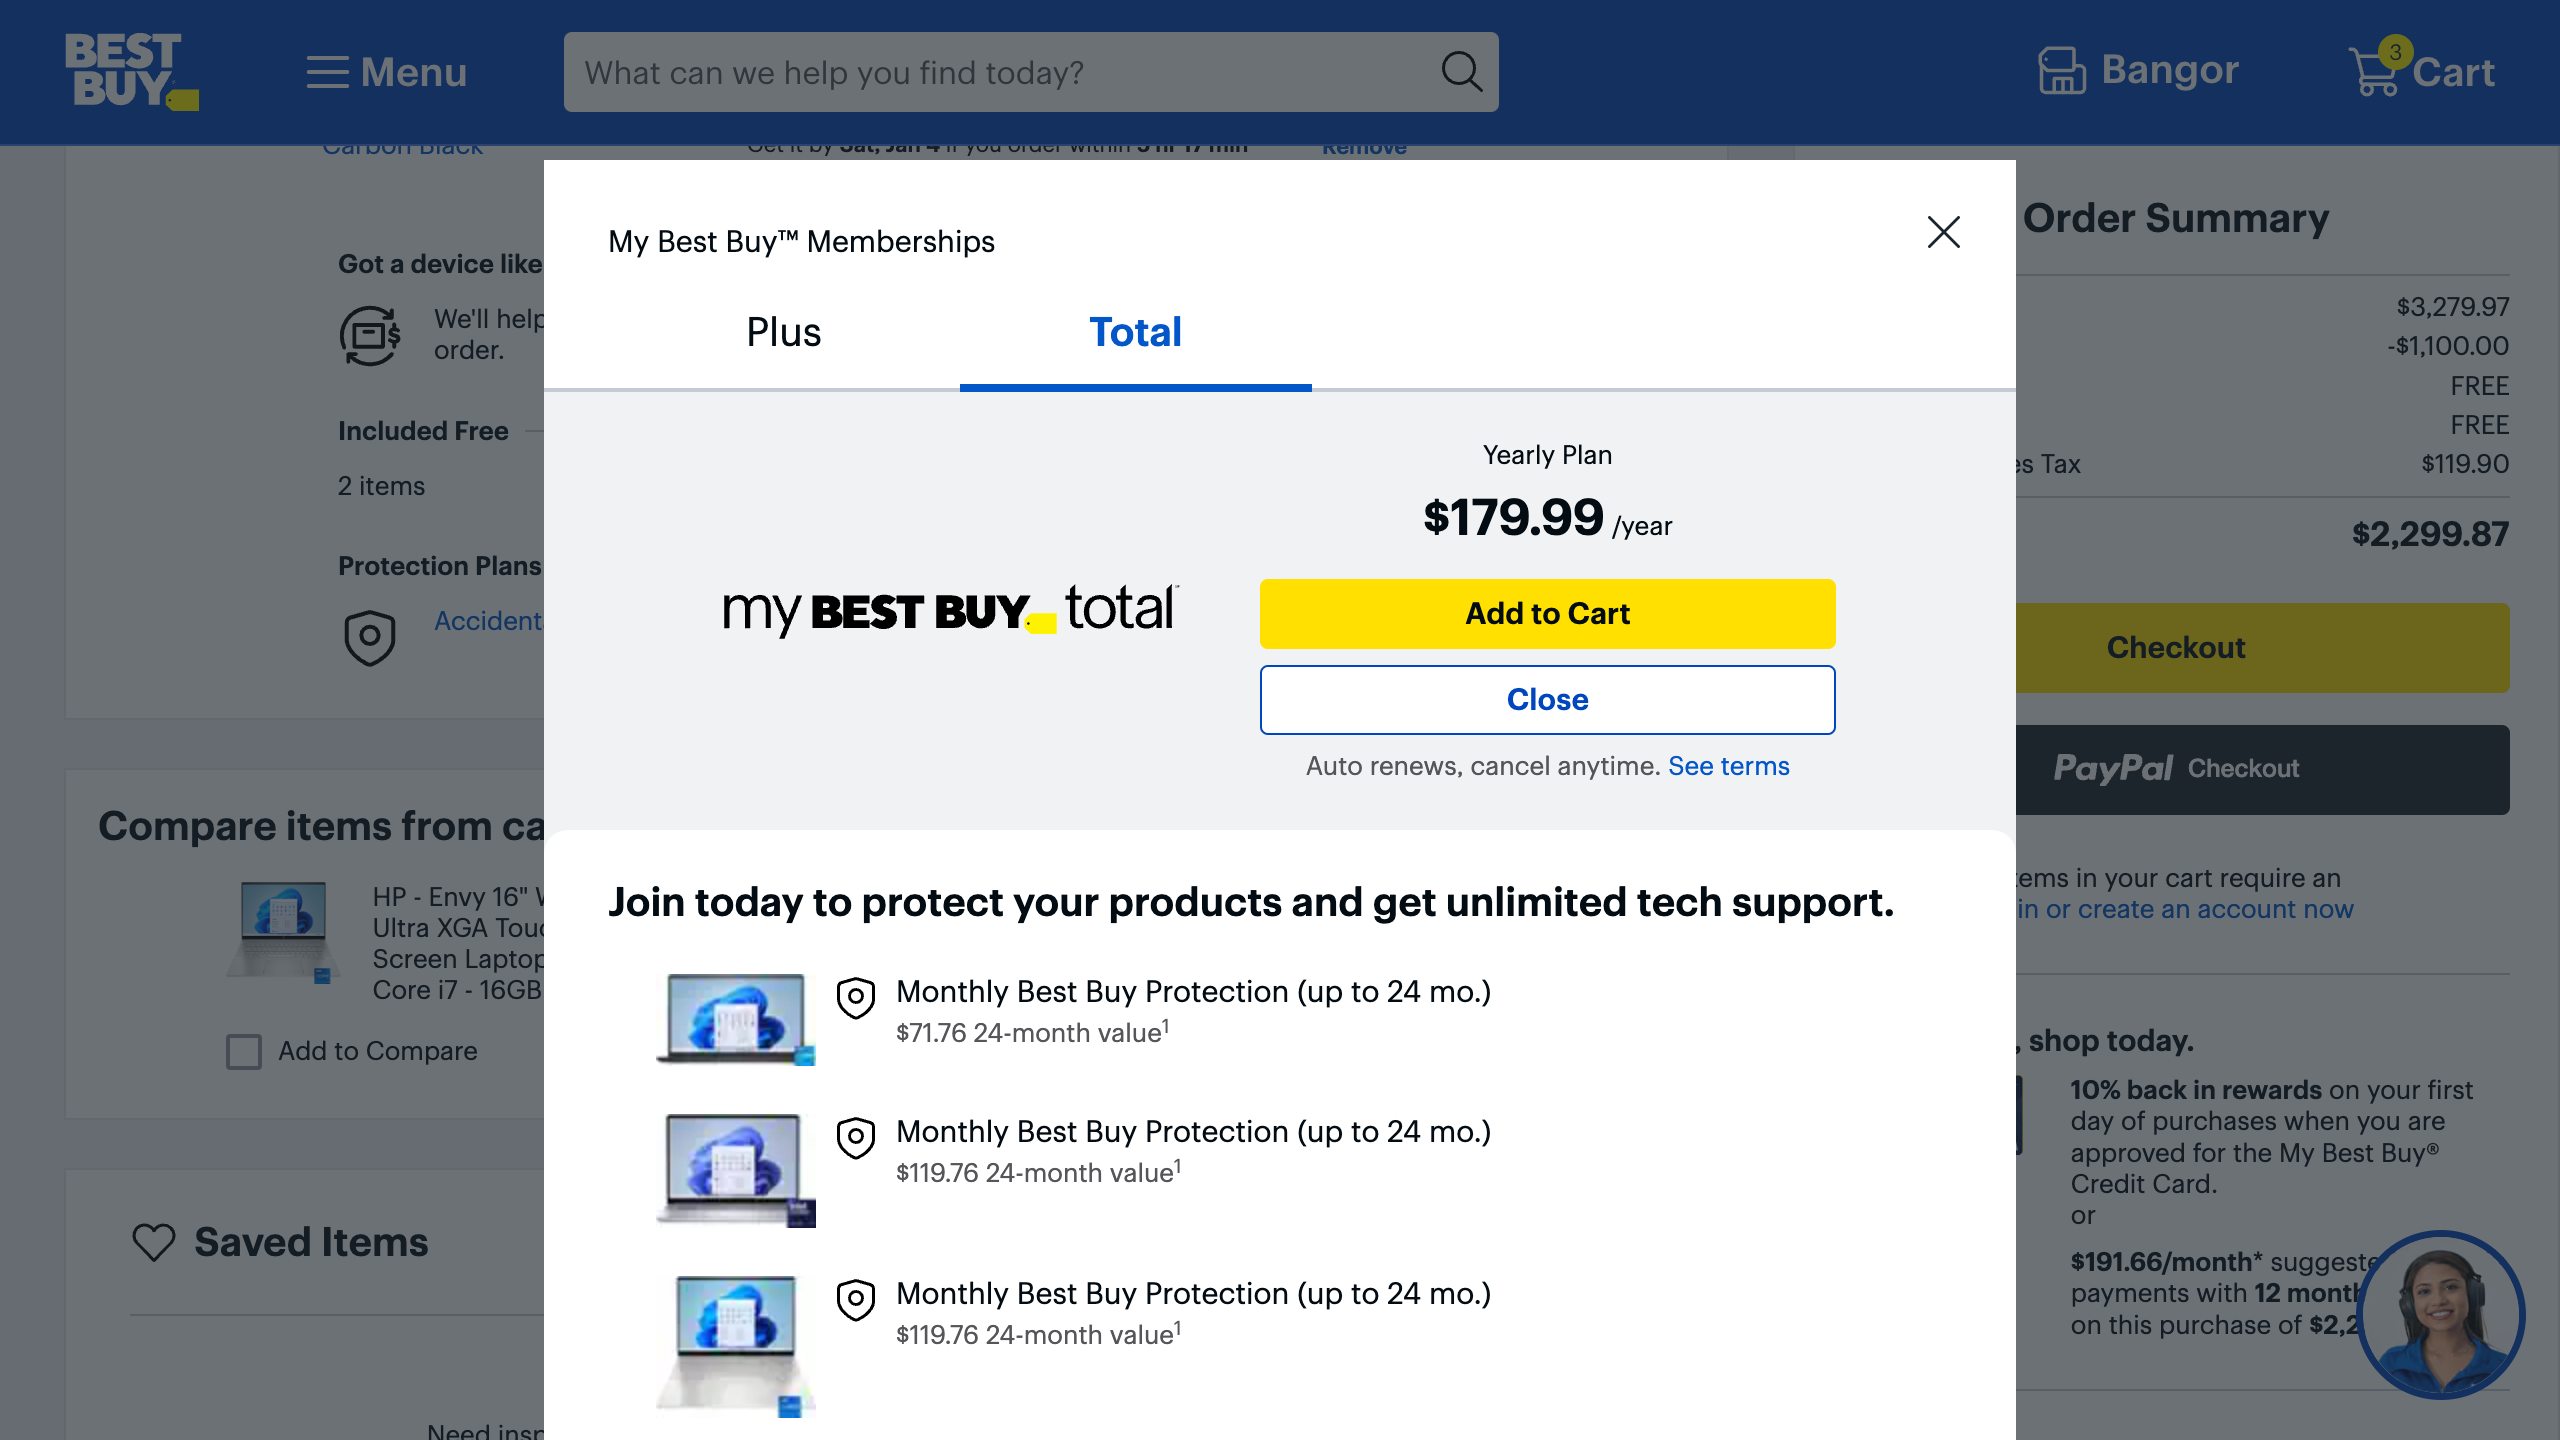 BEST
BUY
Menu
What can we help you find today?
Bangor
3
Cart
Carbon Black
Get it by Sat, Jan 4 if you order within 5 hr 17 min
Remove
Got a device like
We'll help
order.
Included Free
2 items
Protection Plans
Accident
Compare items from ca
HP - Envy 16"
Ultra XGA Touc
Screen Laptop
Core i7 - 16GB
Add to Compare
Saved Items
Need insp
My Best Buy™ Memberships
Plus
Total
my BEST BUY total
Yearly Plan
$179.99 /year
Add to Cart
Close
Auto renews, cancel anytime. See terms
Join today to protect your products and get unlimited tech support.
Monthly Best Buy Protection (up to 24 mo.)
$71.76 24-month value1
Monthly Best Buy Protection (up to 24 mo.)
$119.76 24-month value1
Monthly Best Buy Protection (up to 24 mo.)
$119.76 24-month value1
Order Summary
$3,279.97
-$1,100.00
FREE
FREE
es Tax
$119.90
$2,299.87
Checkout
PayPal Checkout
tems in your cart require an
in or create an account now
, shop today.
10% back in rewards on your first
day of purchases when you are
approved for the My Best Buy®
Credit Card.
or
$191.66/month* suggeste
payments with 12 month
on this purchase of $2,2